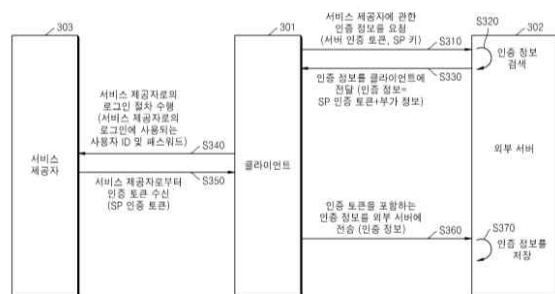 303
301
302
서비스 제공자에 관한
인증 정보를 요청
(서버 인증 토큰, SP 키)
S310
S320
인증 정보
검색
S330
인증 정보를 클라이언트에
전달 (인증 정보=
SP 인증 토큰+부가 정보)
서비스 제공자로의
로그인 절차 수행
(서비스 제공자로의
로그인에 사용되는
사용자 ID 및 패스워드)
S340
서비스
제공자
클라이언트
외부 서버
S350
서비스 제공자로부터
인증 토큰 수신
(SP 인증 토큰)
인증 토큰을 포함하는
인증 정보를 외부 서버에
전송 (인증 정보)
S360
S370
인증 정보를
저장